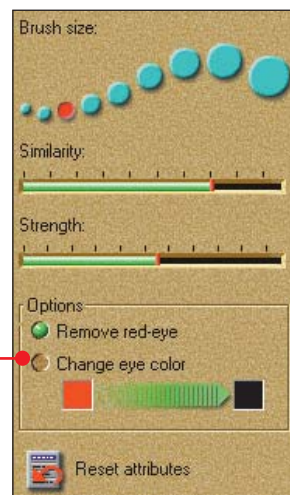 Brush size:
Similarity:
Strength:
Options
Remove red-eye
Change eye color
Reset attributes